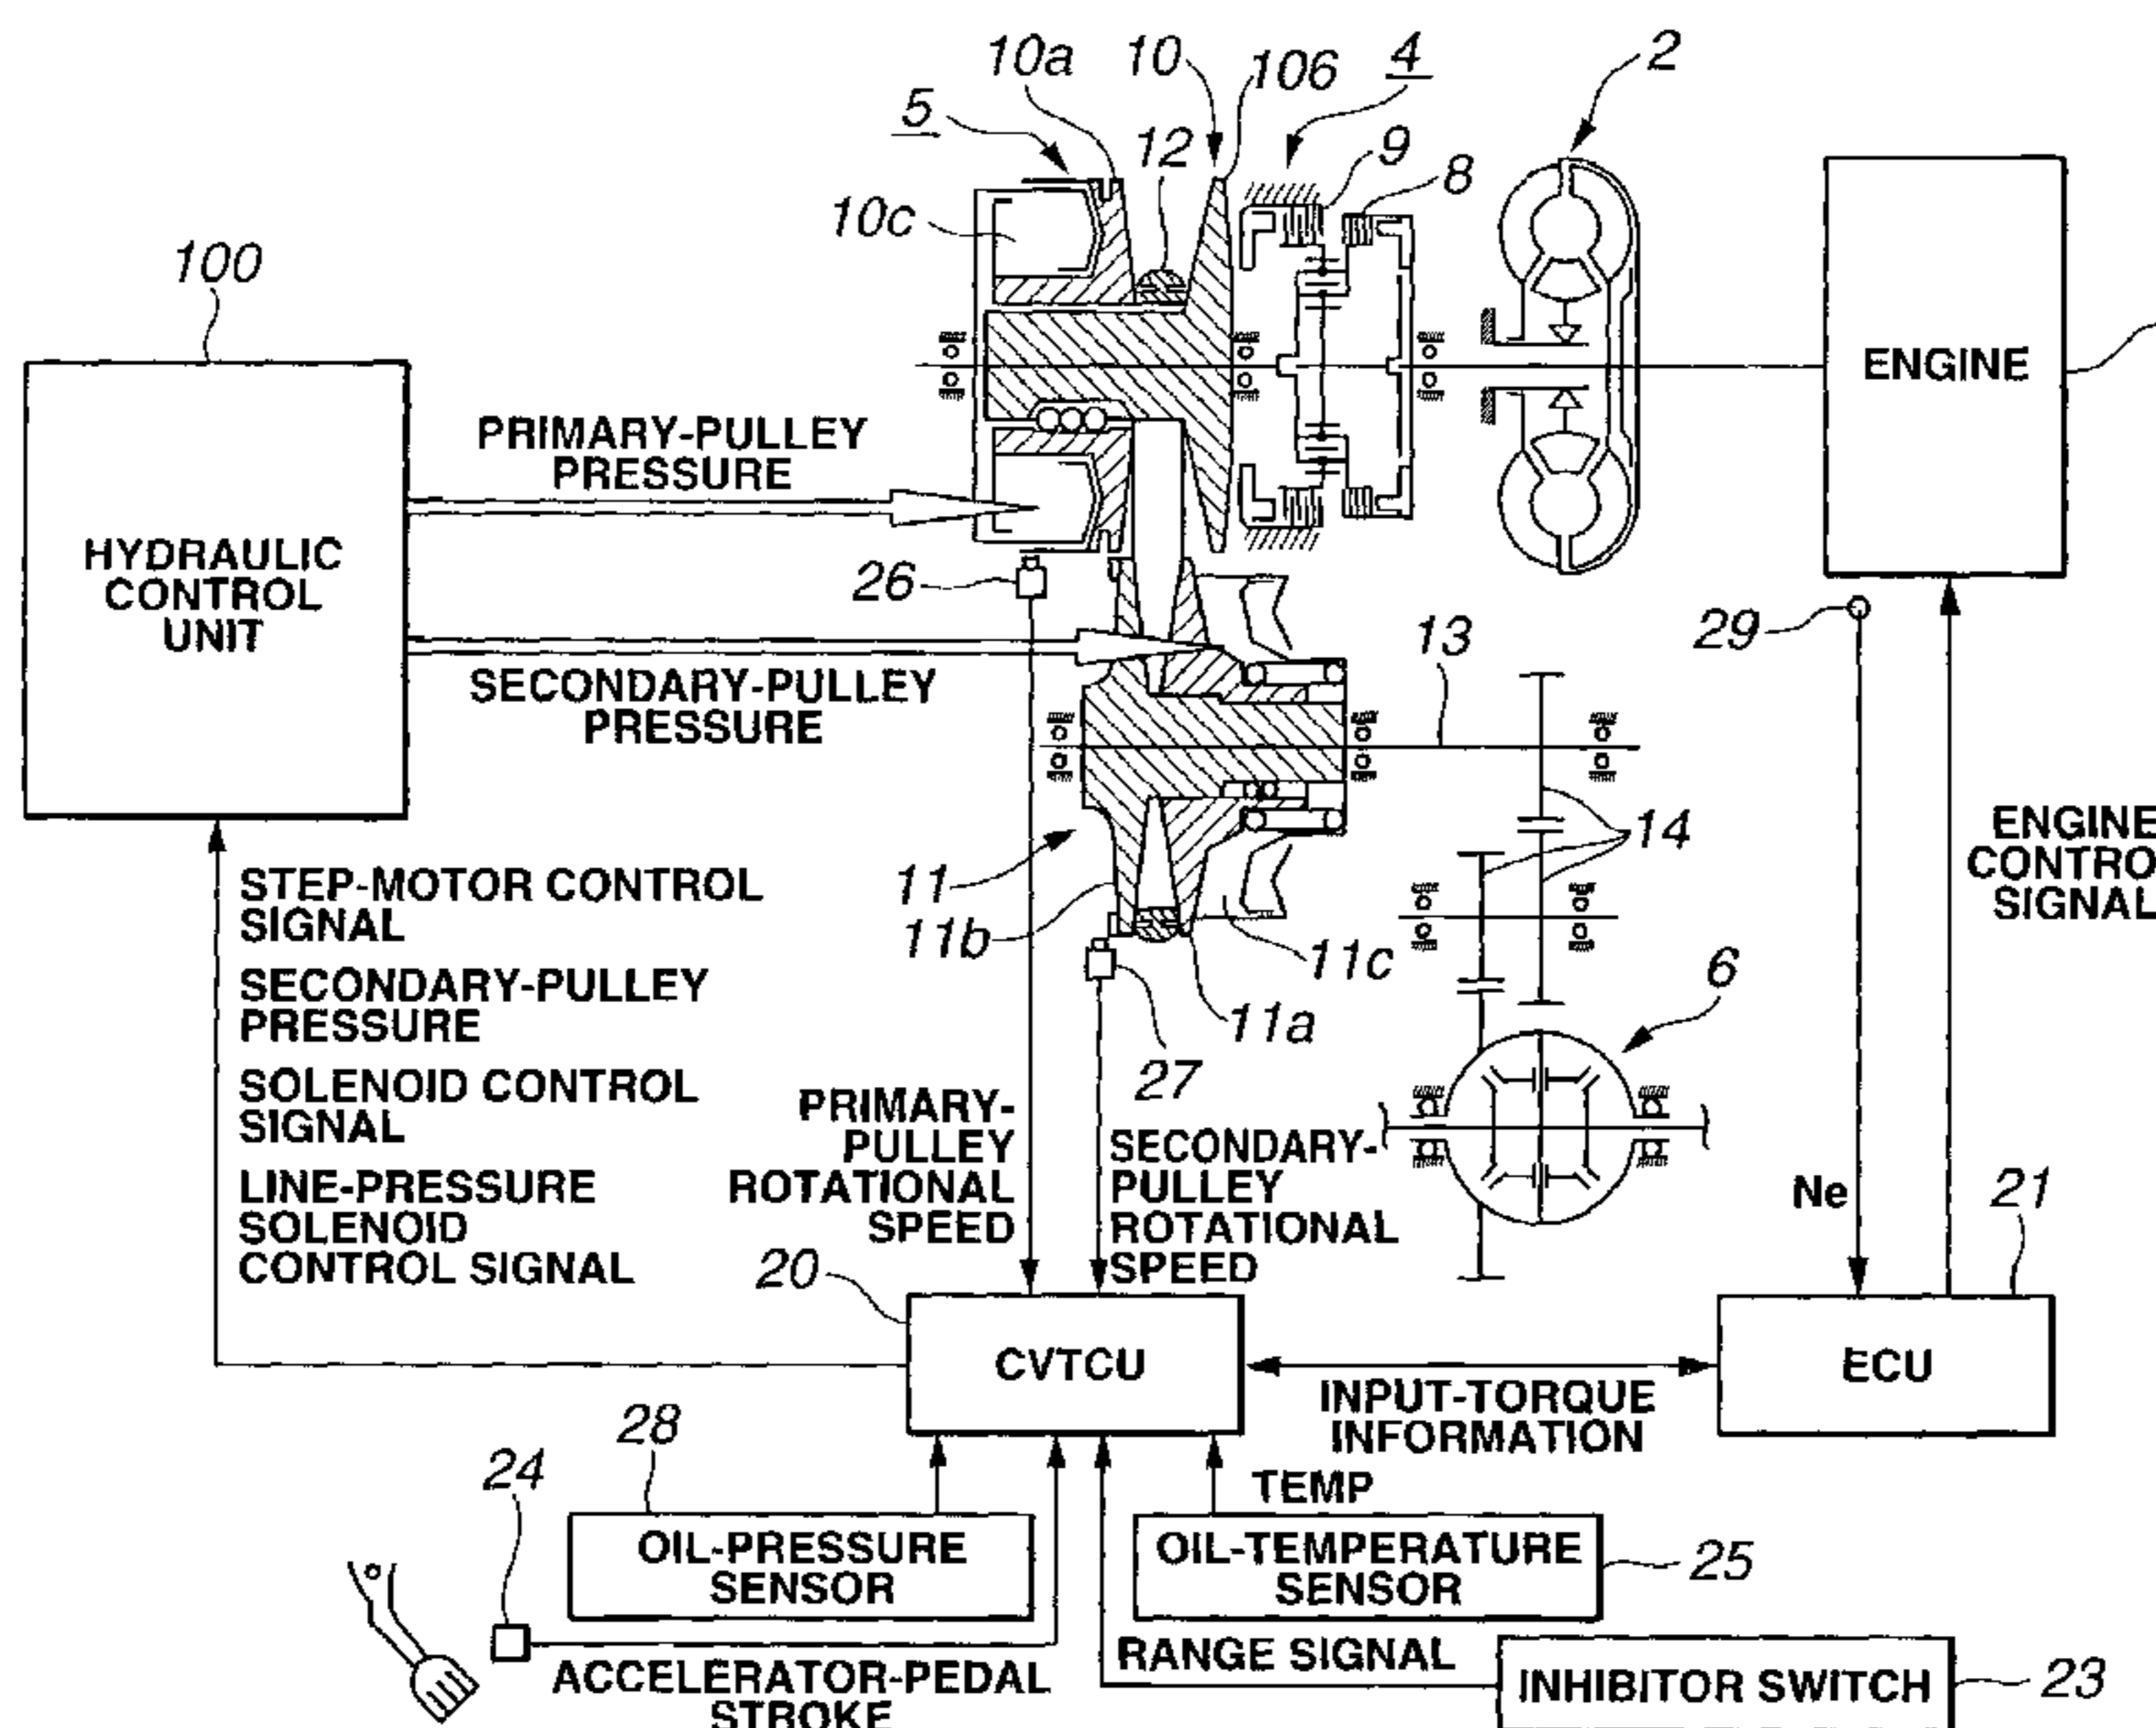 10a
10
106
4
2
5
12
9
8
10c
100
ENGINE
PRIMARY-PULLEY
PRESSURE
HYDRAULIC
CONTROL
UNIT
26
29
13
SECONDARY-PULLEY
PRESSURE
14
ENGINE
CONTRO
SIGNAL
11
11b
11c
11a
6
27
STEP-MOTOR CONTROL
SIGNAL
SECONDARY-PULLEY
PRESSURE
SOLENOID CONTROL
SIGNAL
LINE-PRESSURE
SOLENOID
CONTROL SIGNAL
PRIMARY-
PULLEY
ROTATIONAL
SPEED
SECONDARY-
PULLEY
ROTATIONAL
SPEED
Ne
21
20
CVTCU
INPUT-TORQUE
INFORMATION
ECU
28
24
TEMP
OIL-PRESSURE
SENSOR
OIL-TEMPERATURE
SENSOR
25
ACCELERATOR-PEDAL
STROKE
RANGE SIGNAL
INHIBITOR SWITCH
23